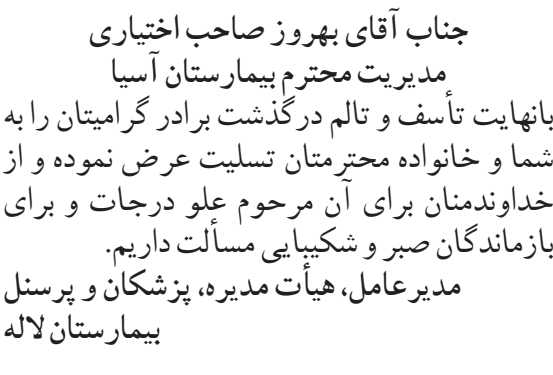 جناب آقای بهروز صاحب اختیاری
مدیریت محترم بیمارستان آسیا
بانهایت تأسف و تالم درگذشت برادر گرامیتان را به
شما و خانواده محترمتان تسلیت عرض نموده و از
خداوندمنان برای آن مرحوم علو درجات و برای
بازماندگان صبر و شکیبایی مسألت داریم.
مدیرعامل، هیأت مدیره، پزشکان و پرسنل
بیمارستان لاله